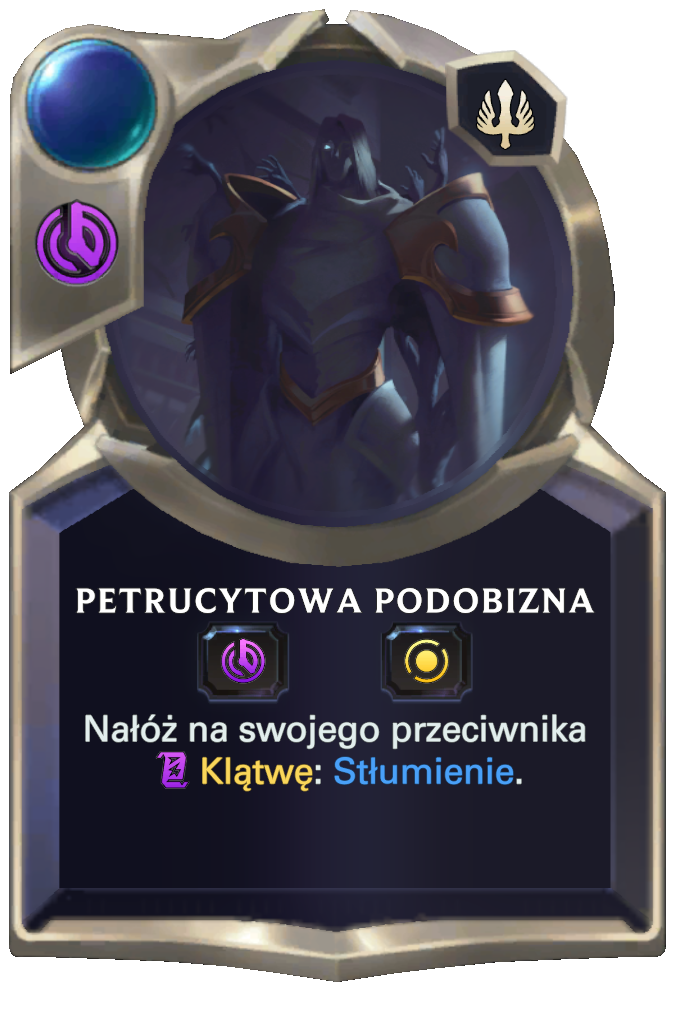 PETRUCYTOWA PODOBIZNA
Nałóż na swojego przeciwnika
Klątwę: Stłumienie.